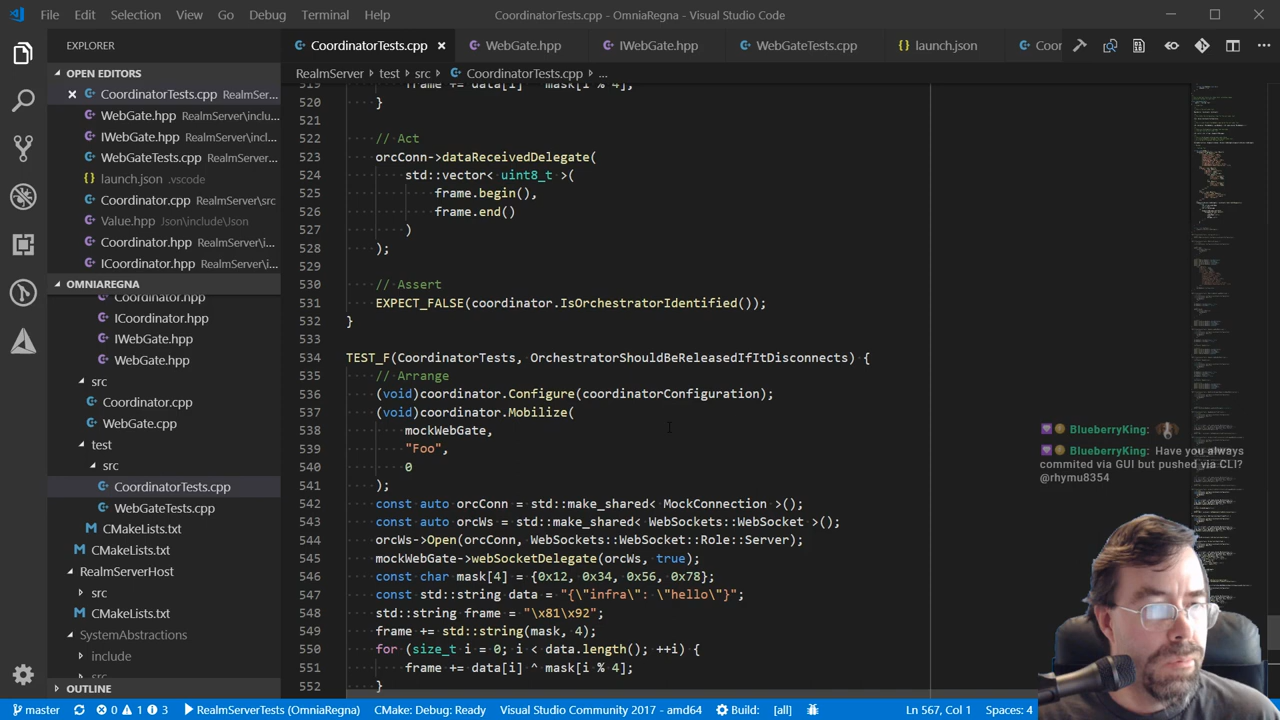 File Edit Selection View Go Debug Terminal Help CoordinatorTests.cpp - OmniaRegna - Visual Studio Code
EXPLORER
CoordinatorTests.cpp WebGate.hpp IWebGate.hpp WebGateTests.cpp launch.json Coor
OPEN EDITORS
CoordinatorTests.cpp RealmSer...
WebGate.hpp RealmServer\inclu...
IWebGate.hpp RealmServer\incl...
WebGateTests.cpp RealmServer...
launch.json .vscode
Coordinator.cpp RealmServer\src
Value.hpp Json\include\Json
Coordinator.hpp RealmServer\i...
ICoordinator.hpp RealmServer\i...
OMNIAREGNA
Coordinator.hpp
ICoordinator.hpp
IWebGate.hpp
WebGate.hpp
src
Coordinator.cpp
WebGate.cpp
test
src
CoordinatorTests.cpp
WebGateTests.cpp
CMakeLists.txt
CMakeLists.txt
RealmServerHost
src
CMakeLists.txt
SystemAbstractions
include
src
OUTLINE
RealmServer > test > src > CoordinatorTests.cpp > ...
519 frame += data[i] ^ mask[i % 4];
520 }
521
522 // Act
523 orcConn->dataReceivedDelegate(
524 std::vector< uint8_t >(
525 frame.begin(),
526 frame.end()
527 )
528 );
529
530 // Assert
531 EXPECT_FALSE(coordinator.IsOrchestratorIdentified());
532 }
533
534 TEST_F(CoordinatorTests, OrchestratorShouldBeReleasedIfItDisconnects) {
535 // Arrange
536 (void)coordinator.Configure(coordinatorConfiguration);
537 (void)coordinator.Mobilize(
538 mockWebGate,
539 "Foo",
540 0
541 );
542 const auto orcConn = std::make_shared< MockConnection >();
543 const auto orcWs = std::make_shared< WebSockets::WebSocket >();
544 orcWs->Open(orcConn, WebSockets::WebSocket::Role::Server);
545 mockWebGate->webSocketDelegate(orcWs, true);
546 const char mask[4] = {0x12, 0x34, 0x56, 0x78};
547 const std::string data = "{\"infra\": \"hello\"}";
548 std::string frame = "\x81\x92";
549 frame += std::string(mask, 4);
550 for (size_t i = 0; i < data.length(); ++i) {
551 frame += data[i] ^ mask[i % 4];
552 }
BlueberryKing:
BlueberryKing: Have you always
commited via GUI but pushed via CLI?
@rhymu8354
master 0 1 3 RealmServerTests (OmniaRegna) CMake: Debug: Ready Visual Studio Community 2017 - amd64 Build: [all] Ln 567, Col 1 Spaces: 4